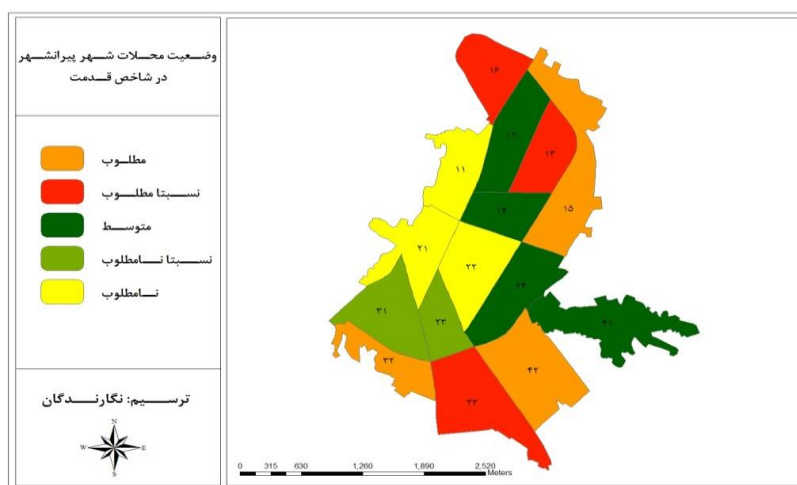 وضعیت محلات شهر پیرانشهر
در شاخص قدمت
مطلوب
نسبتا مطلوب
متوسط
نسبتا نامطلوب
نامطلوب
ترسیم: نگارندگان
N
W E
S
۱۶
۱۲
۱۳
۱۱
۱۴
۱۵
۲۱
۲۲
۲۴
۳۱
۲۳
۴۱
۳۲
۴۲
۳۳
0 315 630 1,260 1,890 2,520
Meters